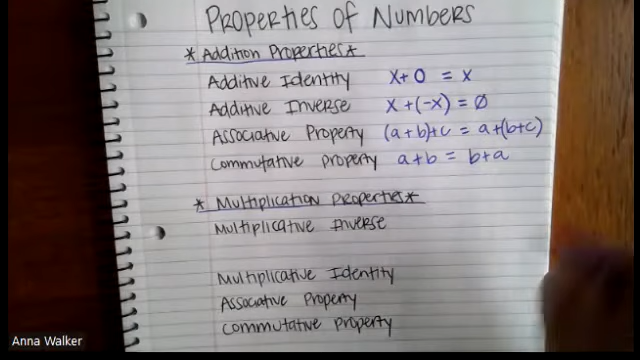 Properties of Numbers
* Addition Properties *
Additive Identity x + 0 = x
Additive Inverse x + (-x) = 0
Associative Property (a+b)+c = a+(b+c)
Commutative Property a+b = b+a
* Multiplication Properties *
Multiplicative Inverse
Multiplicative Identity
Associative Property
Commutative Property
Anna Walker